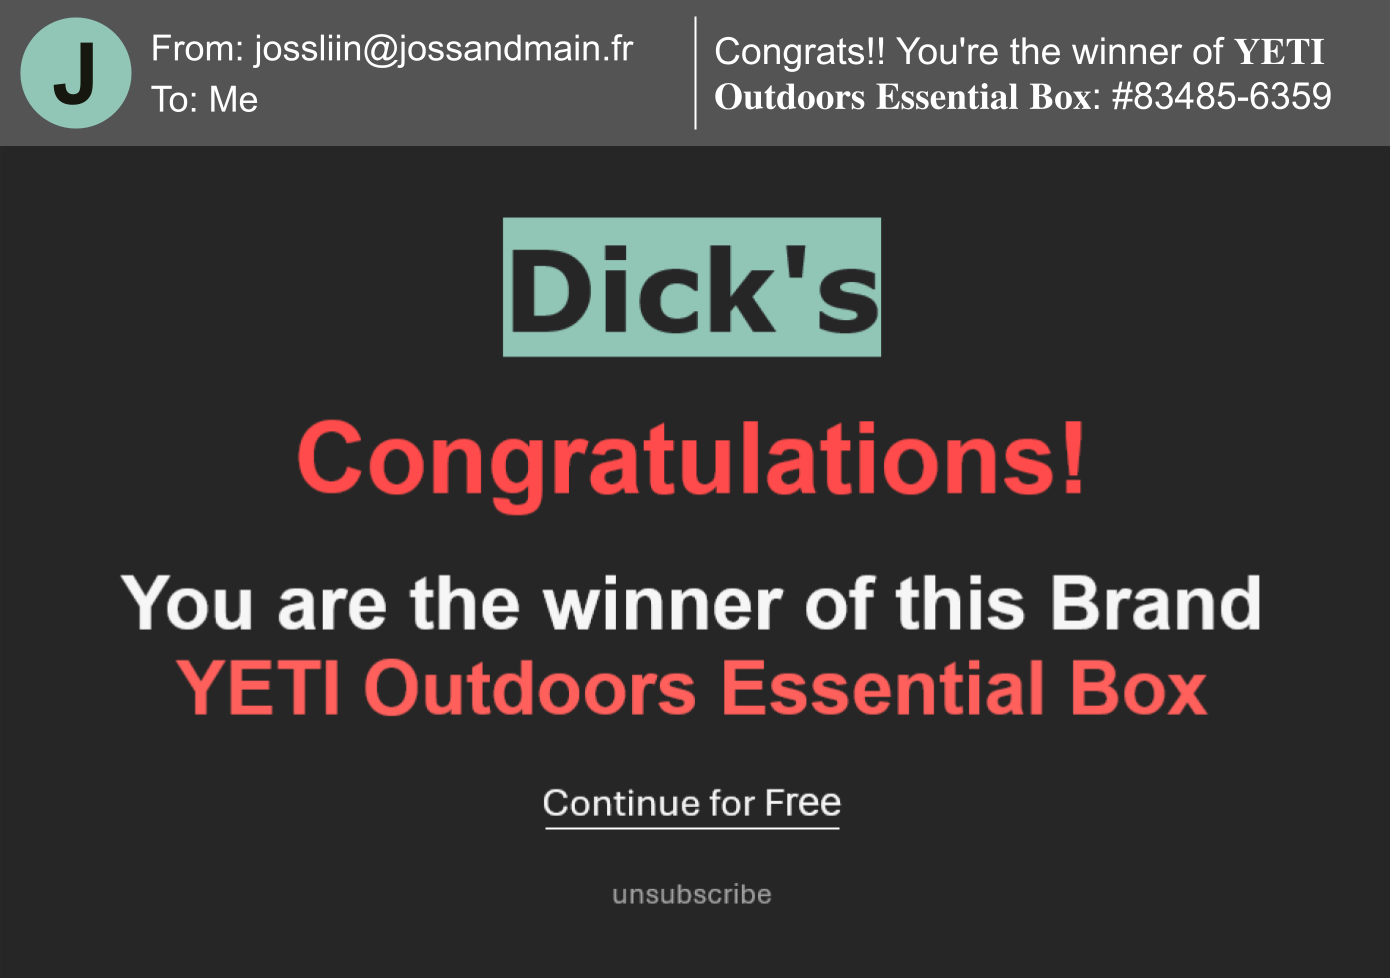 J
From: jossliin@jossandmain.fr
To: Me
Congrats!! You're the winner of YETI
Outdoors Essential Box: #83485-6359
Dick's
Congratulations!
You are the winner of this Brand
YETI Outdoors Essential Box
Continue for Free
unsubscribe